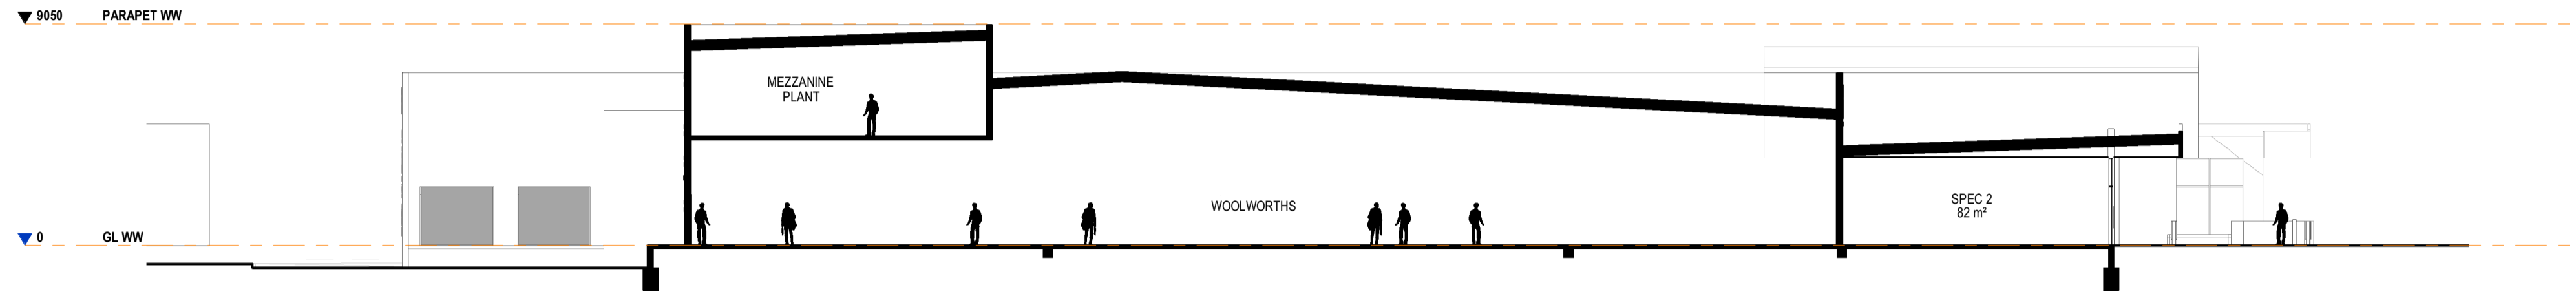 9050 PARAPET WW
MEZZANINE
PLANT
WOOLWORTHS
SPEC 2
82 m²
0 GL WW